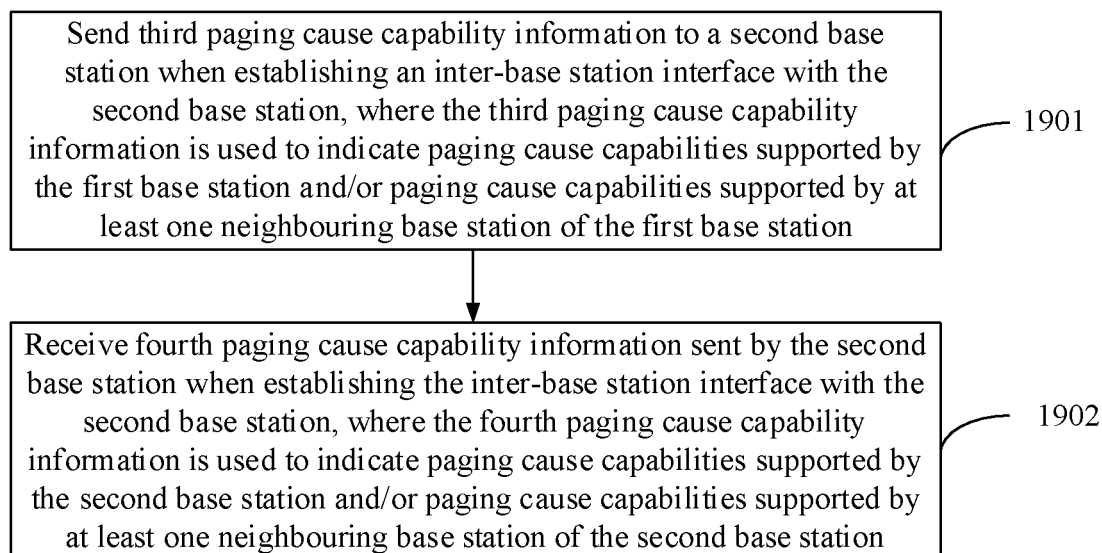 Send third paging cause capability information to a second base
station when establishing an inter-base station interface with the
second base station, where the third paging cause capability
information is used to indicate paging cause capabilities supported by
the first base station and/or paging cause capabilities supported by at
least one neighbouring base station of the first base station
1901
Receive fourth paging cause capability information sent by the second
base station when establishing the inter-base station interface with the
second base station, where the fourth paging cause capability
information is used to indicate paging cause capabilities supported by
the second base station and/or paging cause capabilities supported by
at least one neighbouring base station of the second base station
1902